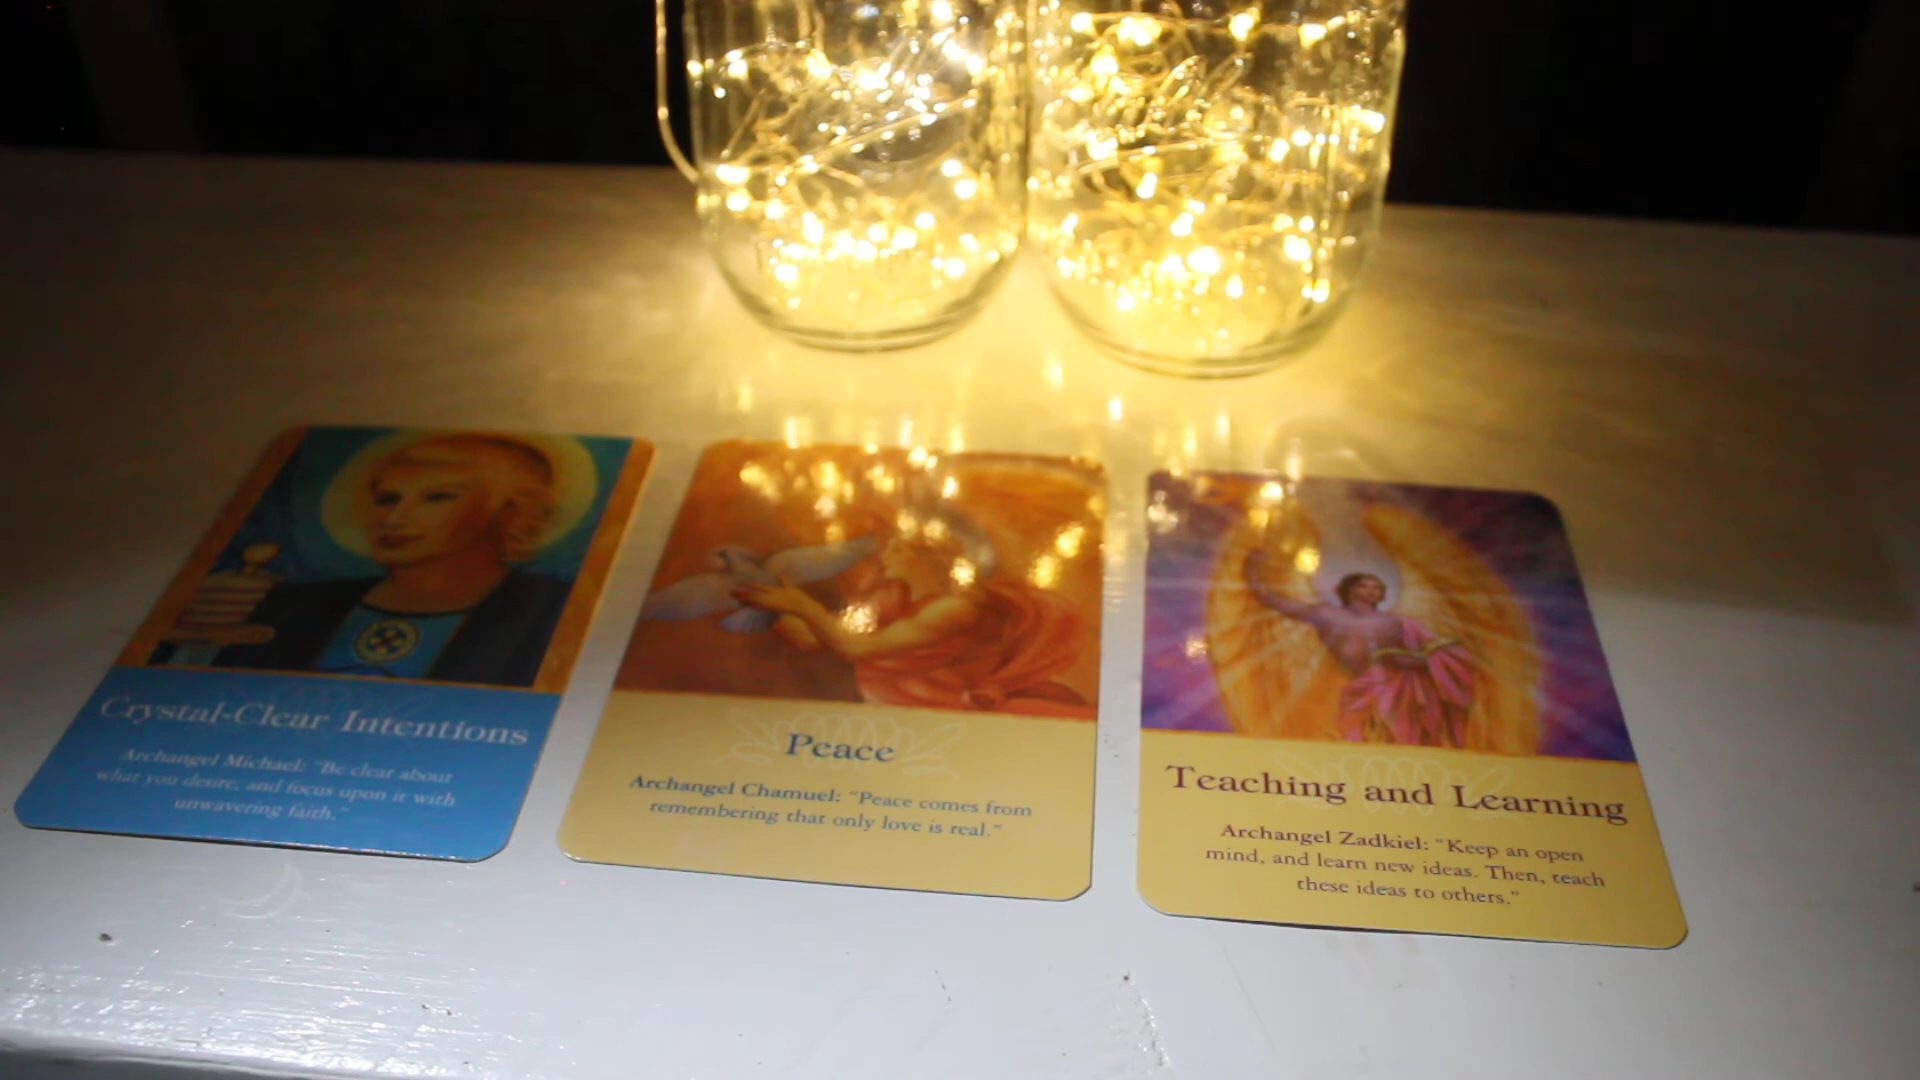 Crystal-Clear Intentions
Archangel Michael: "Be clear about
what you desire, and focus upon it with
unwavering faith."
Peace
Archangel Chamuel: "Peace comes from
remembering that only love is real."
Teaching and Learning
Archangel Zadkiel: "Keep an open
mind, and learn new ideas. Then, teach
these ideas to others."